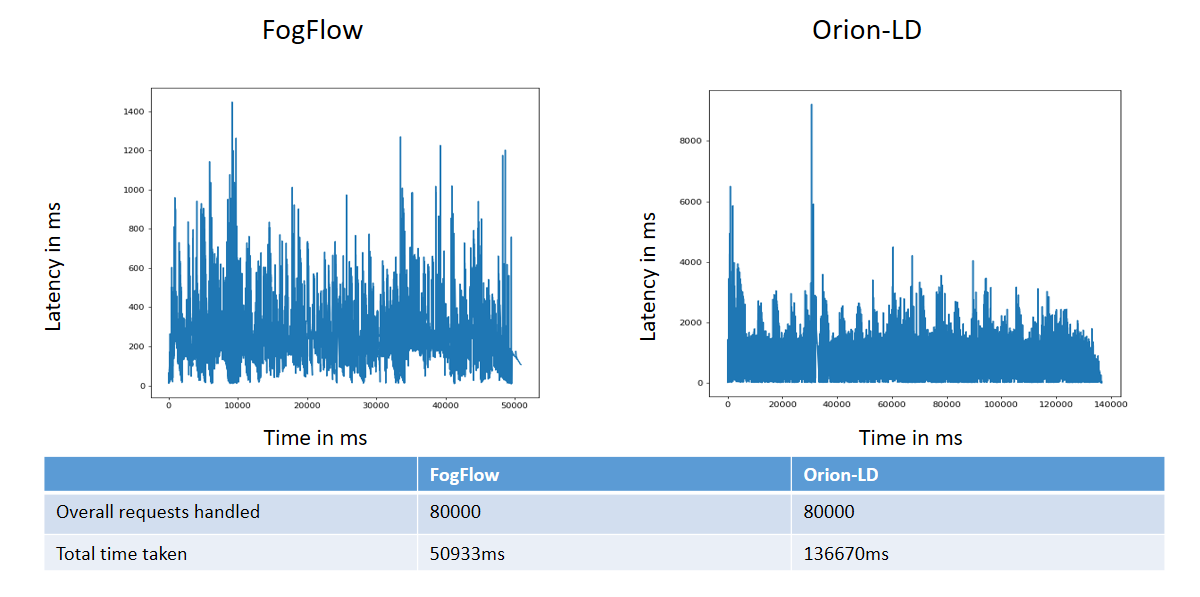 FogFlow
Orion-LD
Latency in ms
1400
1200
1000
800
600
400
200
0
0 10000 20000 30000 40000 50000
Time in ms
Latency in ms
8000
6000
4000
2000
0
0 20000 40000 60000 80000 100000 120000 140000
Time in ms
FogFlow Orion-LD
Overall requests handled 80000 80000
Total time taken 50933ms 136670ms